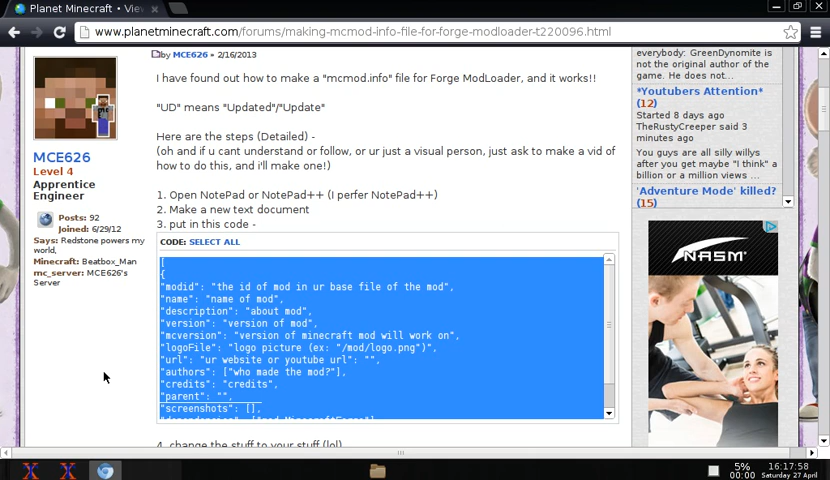 Planet Minecraft • View
www.planetminecraft.com/forums/making-mcmod-info-file-for-forge-modloader-t220096.html
by MCE626 » 2/16/2013
I have found out how to make a "mcmod.info" file for Forge ModLoader, and it works!!
"UD" means "Updated"/"Update"
Here are the steps (Detailed) -
(oh and if u cant understand or follow, or ur just a visual person, just ask to make a vid of
how to do this, and i'll make one!)
1. Open NotePad or NotePad++ (I perfer NotePad++)
2. Make a new text document
3. put in this code -
CODE: SELECT ALL
[
{
"modid": "the id of mod in ur base file of the mod",
"name": "name of mod",
"description": "about mod",
"version": "version of mod",
"mcversion": "version of minecraft mod will work on",
"logoFile": "logo picture (ex: "/mod/logo.png")",
"url": "ur website or youtube url": "",
"authors": ["who made the mod?"],
"credits": "credits",
"parent": "",
"screenshots": [],
4. change the stuff to your stuff (lol)
MCE626
Level 4
Apprentice
Engineer
Posts: 92
Joined: 6/29/12
Says: Redstone powers my
world,
Minecraft: Beatbox_Man
mc_server: MCE626's
Server
everybody: GreenDynomite is
not the original author of the
game. He does not...
*Youtubers Attention*
(12)
Started 8 days ago
TheRustyCreeper said 3
minutes ago
You guys are all silly willys
after you get maybe "I think" a
billion or a million views ...
'Adventure Mode' killed?
(15)
NASM
5%
00:00
16:17:58
Saturday 27 April